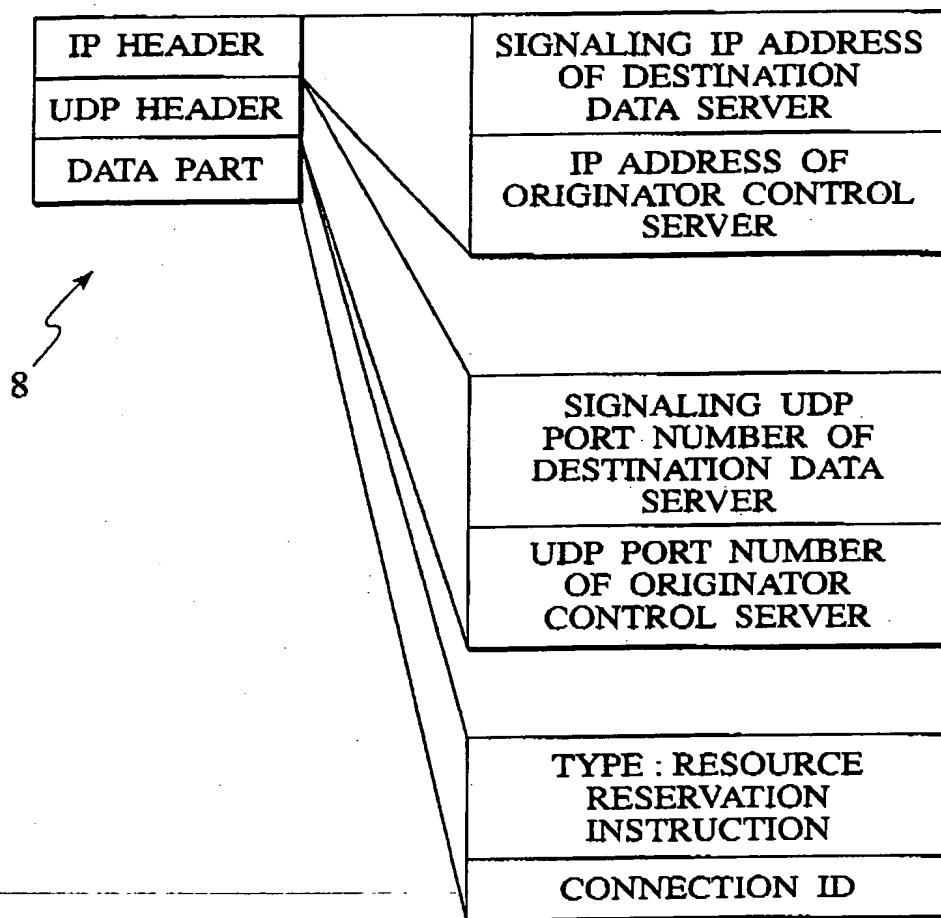 IP HEADER
UDP HEADER
DATA PART
8
SIGNALING IP ADDRESS
OF DESTINATION
DATA SERVER
IP ADDRESS OF
ORIGINATOR CONTROL
SERVER
SIGNALING UDP
PORT NUMBER OF
DESTINATION DATA
SERVER
UDP PORT NUMBER
OF ORIGINATOR
CONTROL SERVER
TYPE : RESOURCE
RESERVATION
INSTRUCTION
CONNECTION ID